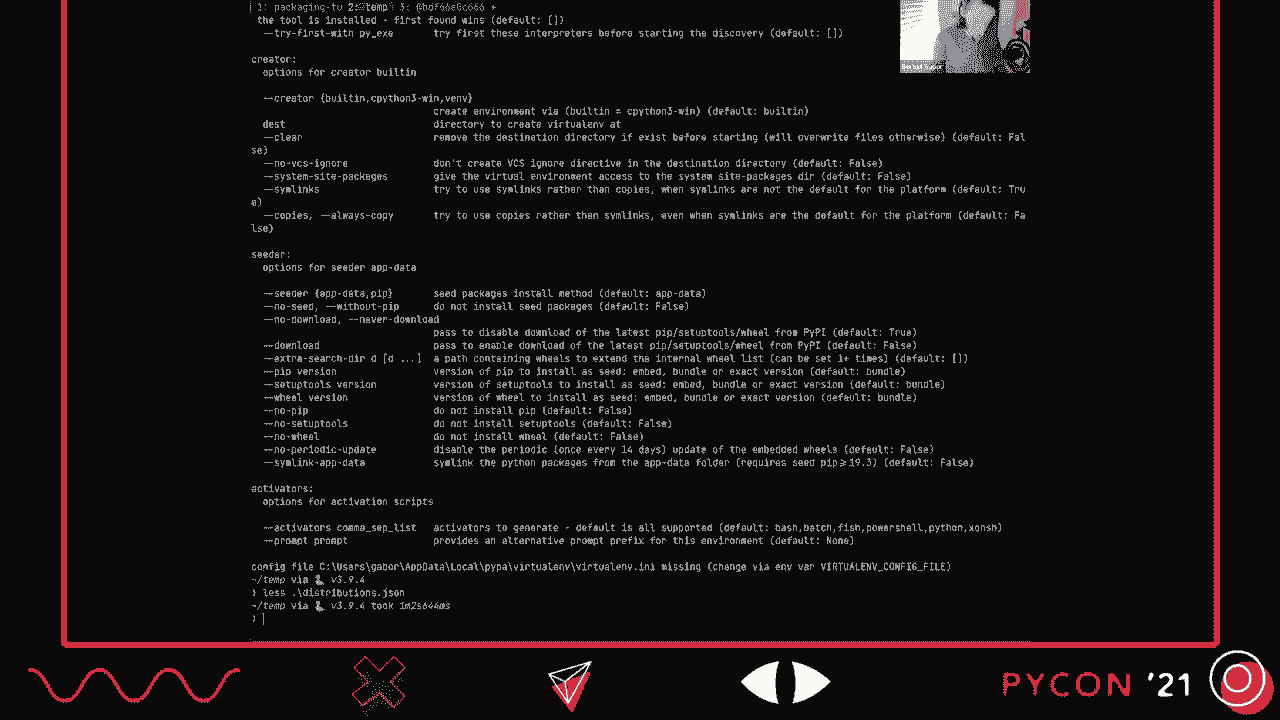 1: packaging-tu 2: temp 3: @bdf66e0c666 +
the tool is installed - first found wins (default: [])
--try-first-with py_exe try first these interpreters before starting the discovery (default: [])
creator:
options for creator builtin
--creator {builtin,cpython3-win,venv}
create environment via (builtin = cpython3-win) (default: builtin)
dest directory to create virtualenv at
--clear remove the destination directory if exist before starting (will overwrite files otherwise) (default: Fal
se)
--no-vcs-ignore don't create VCS ignore directive in the destination directory (default: False)
--system-site-packages give the virtual environment access to the system site-packages dir (default: False)
--symlinks try to use symlinks rather than copies, when symlinks are not the default for the platform (default: Tru
e)
--copies, --always-copy try to use copies rather than symlinks, even when symlinks are the default for the platform (default: Fa
lse)
seeder:
options for seeder app-data
--seeder {app-data,pip} seed packages install method (default: app-data)
--no-seed, --without-pip do not install seed packages (default: False)
--no-download, --never-download
pass to disable download of the latest pip/setuptools/wheel from PyPI (default: True)
--download pass to enable download of the latest pip/setuptools/wheel from PyPI (default: False)
--extra-search-dir d [d ...] a path containing wheels to extend the internal wheel list (can be set 1+ times) (default: [])
--pip version version of pip to install as seed: embed, bundle or exact version (default: bundle)
--setuptools version version of setuptools to install as seed: embed, bundle or exact version (default: bundle)
--wheel version version of wheel to install as seed: embed, bundle or exact version (default: bundle)
--no-pip do not install pip (default: False)
--no-setuptools do not install setuptools (default: False)
--no-wheel do not install wheel (default: False)
--no-periodic-update disable the periodic (once every 14 days) update of the embedded wheels (default: False)
--symlink-app-data symlink the python packages from the app-data folder (requires seed pip≥19.3) (default: False)
activators:
options for activation scripts
--activators comma_sep_list activators to generate - default is all supported (default: bash,batch,fish,powershell,python,xonsh)
--prompt prompt provides an alternative prompt prefix for this environment (default: None)
config file C:\Users\gabor\AppData\Local\pypa\virtualenv\virtualenv.ini missing (change via env var VIRTUALENV_CONFIG_FILE)
~/temp via 🐍 v3.9.4
❯ less .\distributions.json
~/temp via 🐍 v3.9.4 took 1m2s644ms
❯
PYCON '21